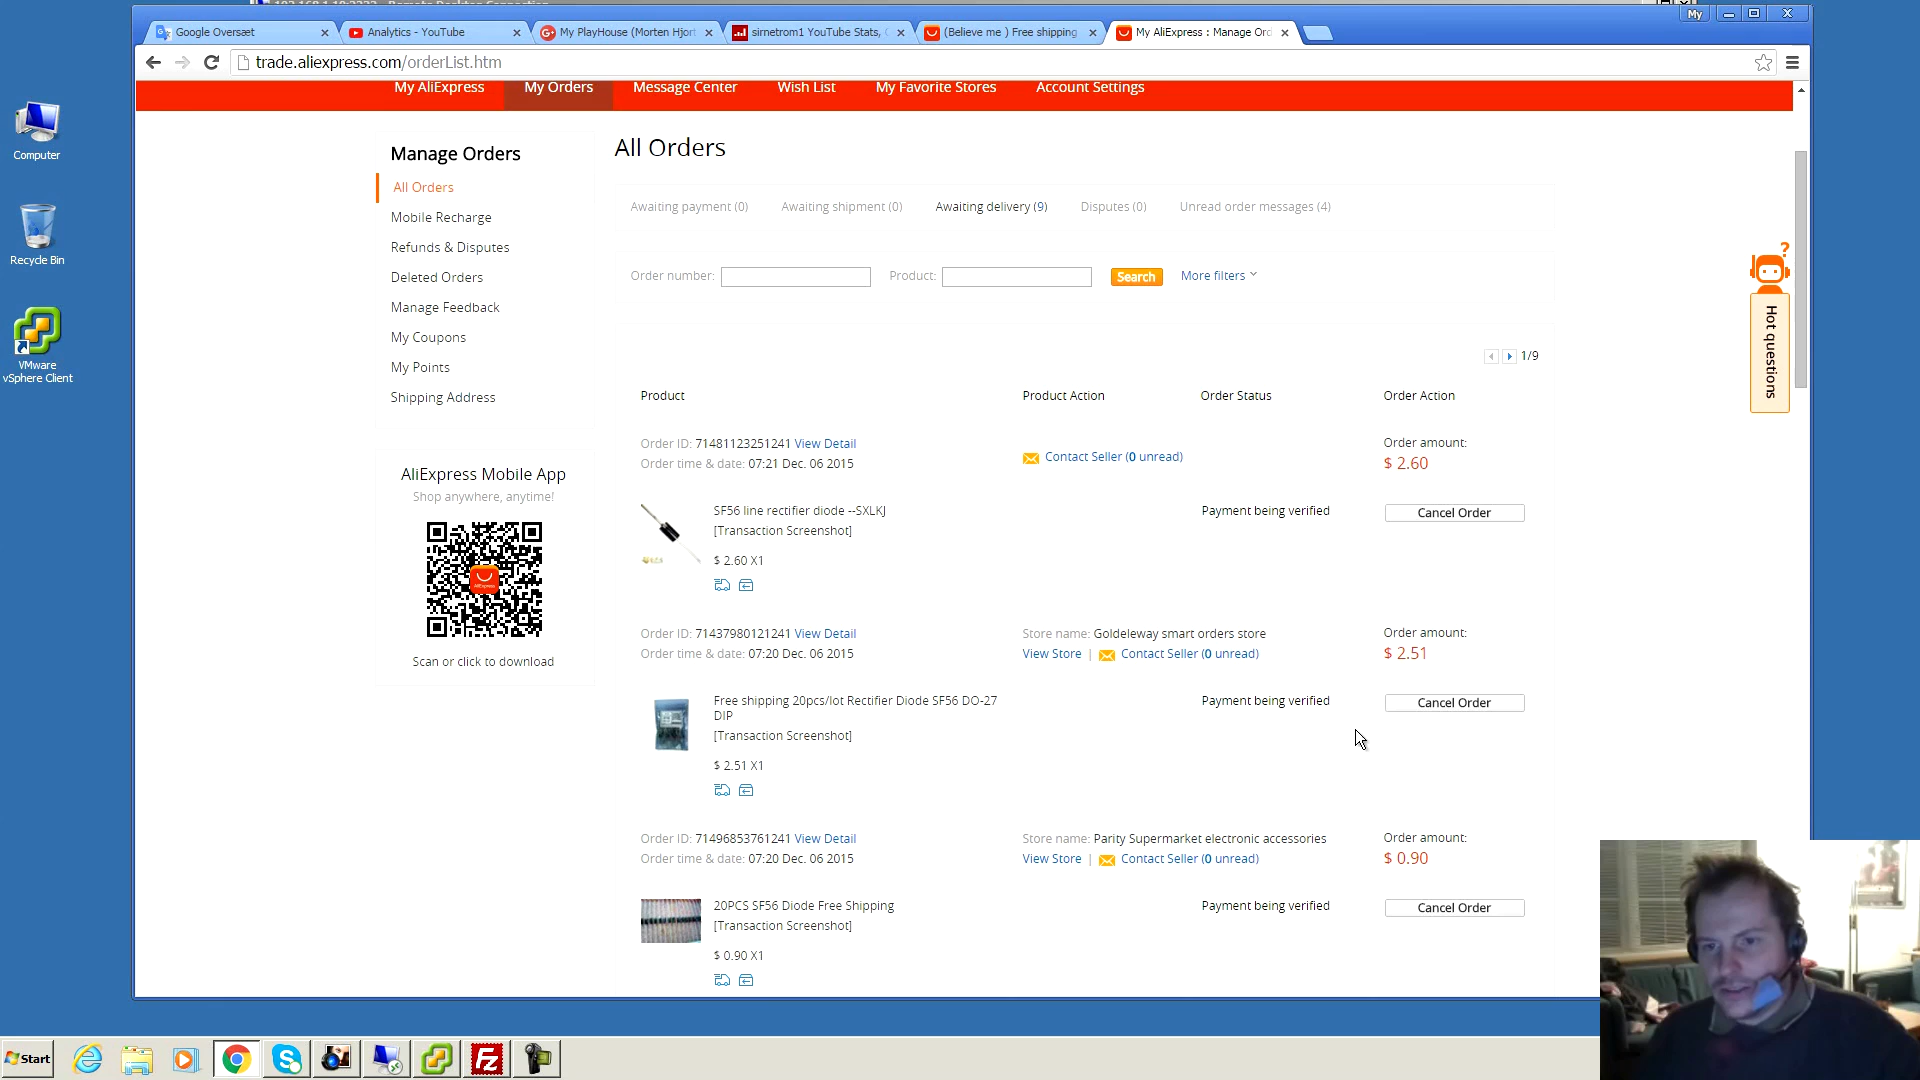 Google Oversæt
Analytics - YouTube
My PlayHouse (Morten Hjort
sirnetrom1 YouTube Stats,
(Believe me ) Free shipping
My AliExpress : Manage Ord
My
trade.aliexpress.com/orderList.htm
My AliExpress
My Orders
Message Center
Wish List
My Favorite Stores
Account Settings
Computer
Recycle Bin
VMware
vSphere Client
Manage Orders
All Orders
Mobile Recharge
Refunds & Disputes
Deleted Orders
Manage Feedback
My Coupons
My Points
Shipping Address
AliExpress Mobile App
Shop anywhere, anytime!
Scan or click to download
All Orders
Awaiting payment (0)
Awaiting shipment (0)
Awaiting delivery (9)
Disputes (0)
Unread order messages (4)
Order number:
Product:
Search
More filters
1/9
Product
Product Action
Order Status
Order Action
Order ID: 71481123251241 View Detail
Order time & date: 07:21 Dec. 06 2015
Contact Seller (0 unread)
Order amount:
$ 2.60
SF56 line rectifier diode --SXLKJ
[Transaction Screenshot]
$ 2.60 X1
Payment being verified
Cancel Order
Order ID: 71437980121241 View Detail
Order time & date: 07:20 Dec. 06 2015
Store name: Goldeleway smart orders store
View Store | Contact Seller (0 unread)
Order amount:
$ 2.51
Free shipping 20pcs/lot Rectifier Diode SF56 DO-27
DIP
[Transaction Screenshot]
$ 2.51 X1
Payment being verified
Cancel Order
Order ID: 71496853761241 View Detail
Order time & date: 07:20 Dec. 06 2015
Store name: Parity Supermarket electronic accessories
View Store | Contact Seller (0 unread)
Order amount:
$ 0.90
20PCS SF56 Diode Free Shipping
[Transaction Screenshot]
$ 0.90 X1
Payment being verified
Cancel Order
Hot questions
Start